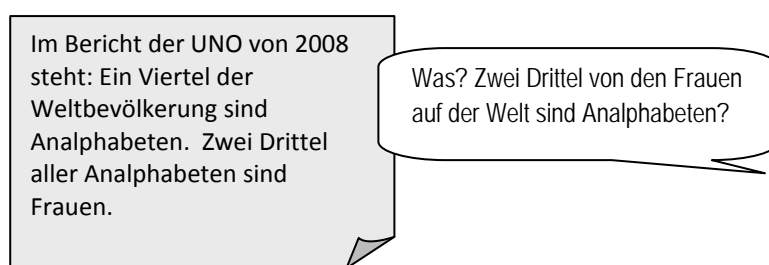 Im Bericht der UNO von 2008
steht: Ein Viertel der
Weltbevölkerung sind
Analphabeten.  Zwei Drittel
aller Analphabeten sind
Frauen.
Was? Zwei Drittel von den Frauen
auf der Welt sind Analphabeten?